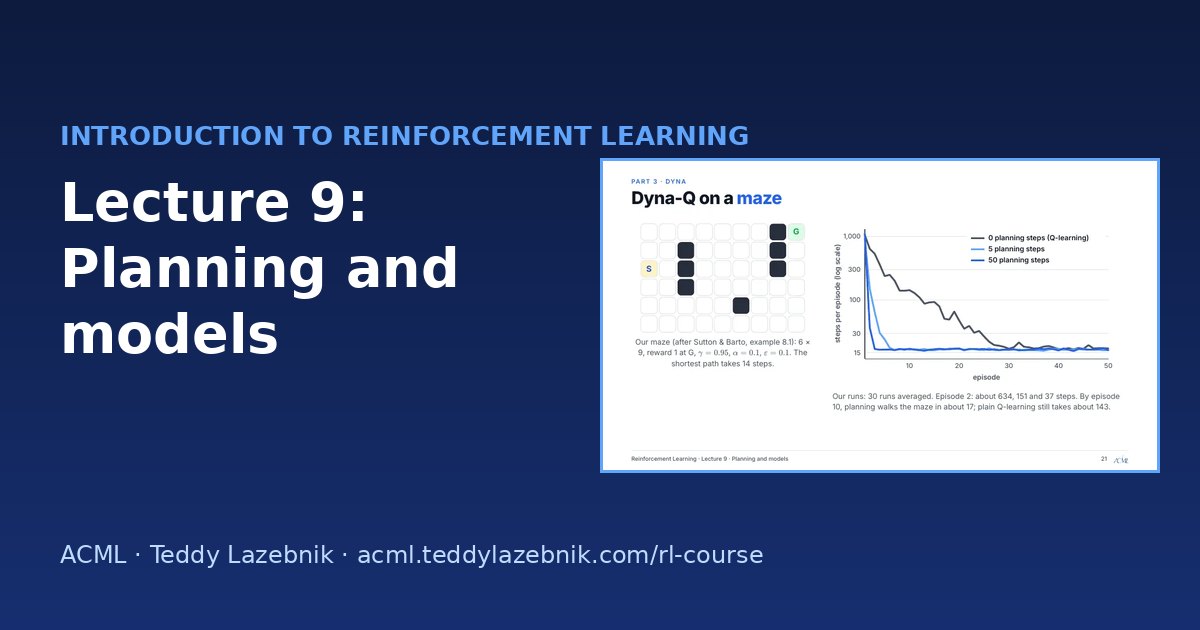 INTRODUCTION TO REINFORCEMENT LEARNING
Lecture 9:
Planning and
models
PART 3 · DYNA
Dyna-Q on a maze
G
S
Our maze (after Sutton & Barto, example 8.1): 6 ×
9, reward 1 at G, γ = 0.95, α = 0.1, ε = 0.1. The
shortest path takes 14 steps.
steps per episode (log scale)
1,000
300
100
30
15
0 planning steps (Q-learning)
5 planning steps
50 planning steps
10 20 30 40 50
episode
Our runs: 30 runs averaged. Episode 2: about 634, 151 and 37 steps. By episode
10, planning walks the maze in about 17; plain Q-learning still takes about 143.
Reinforcement Learning · Lecture 9 · Planning and models
21 ACML
ACML · Teddy Lazebnik · acml.teddylazebnik.com/rl-course